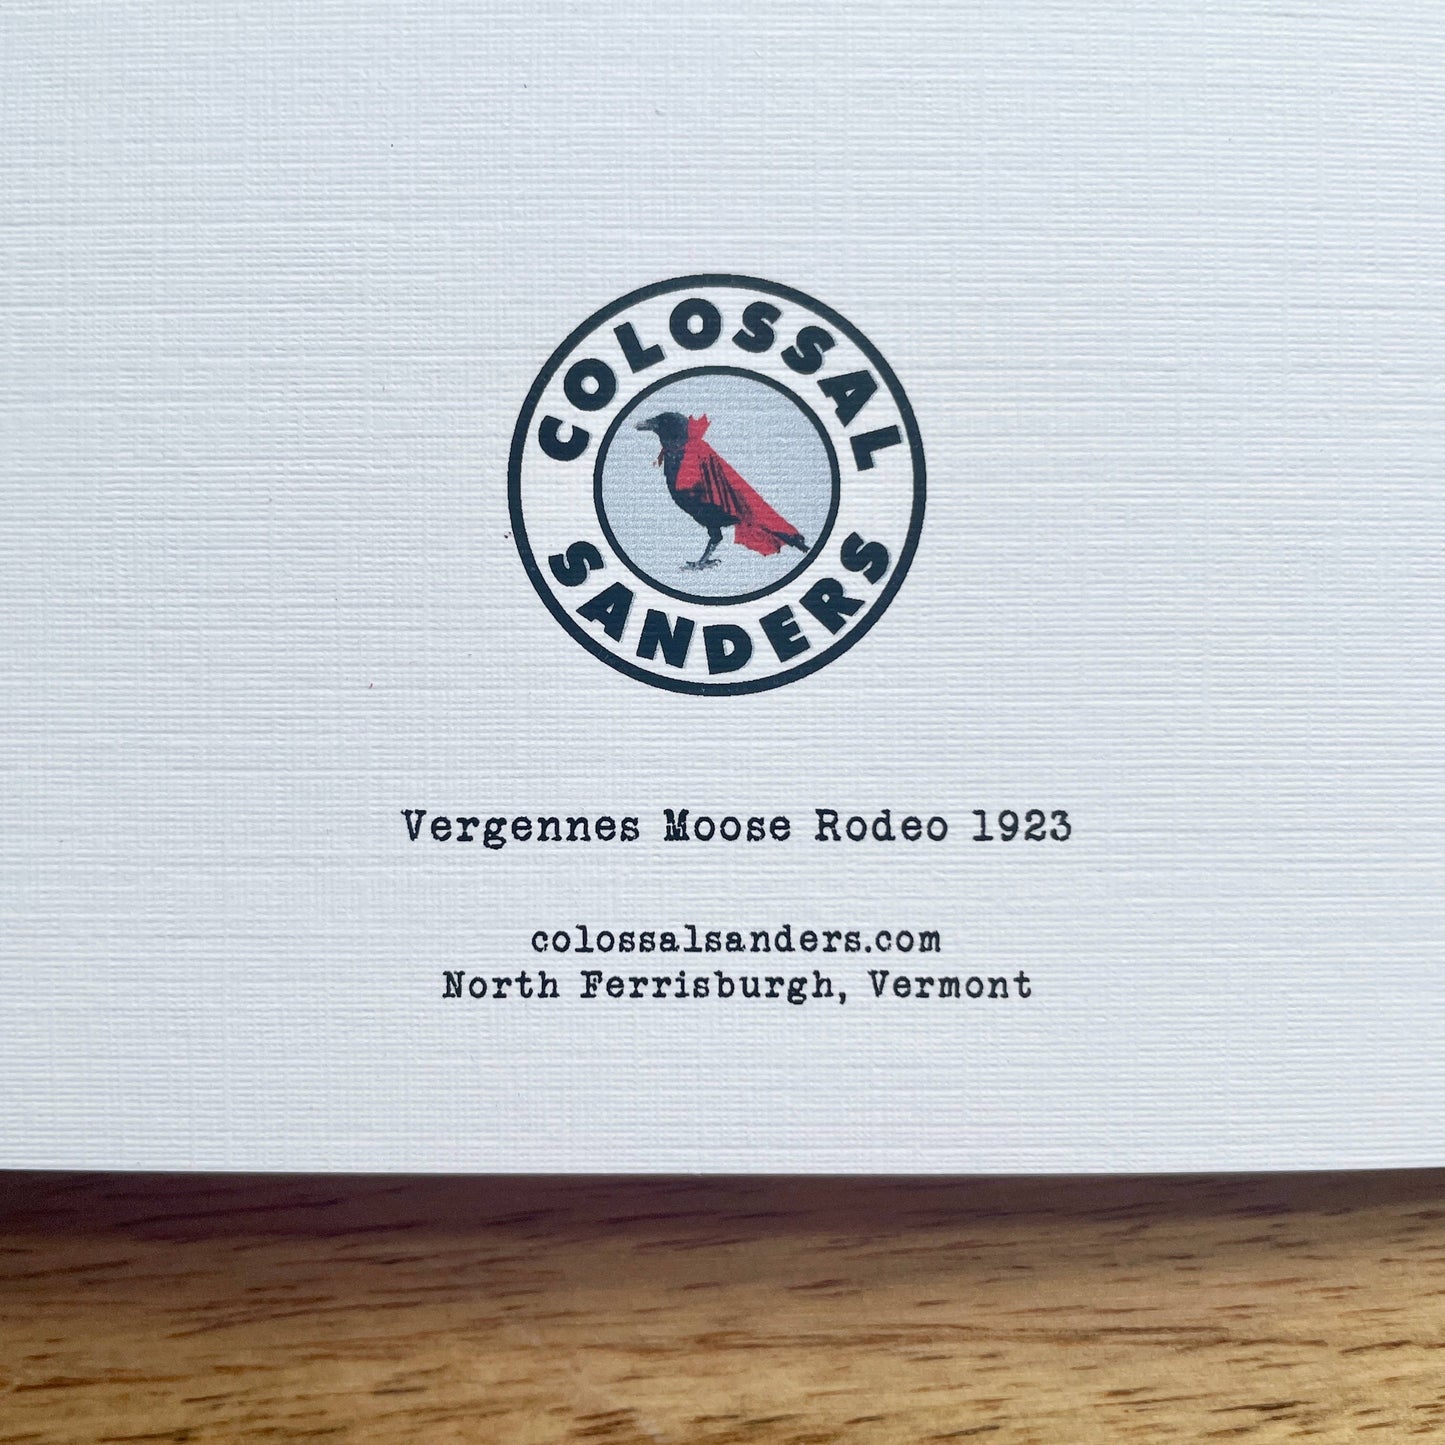 COLOSSAL
SANDERS
Vergennes Moose Rodeo 1923
colossalsanders.com
North Ferrisburgh, Vermont